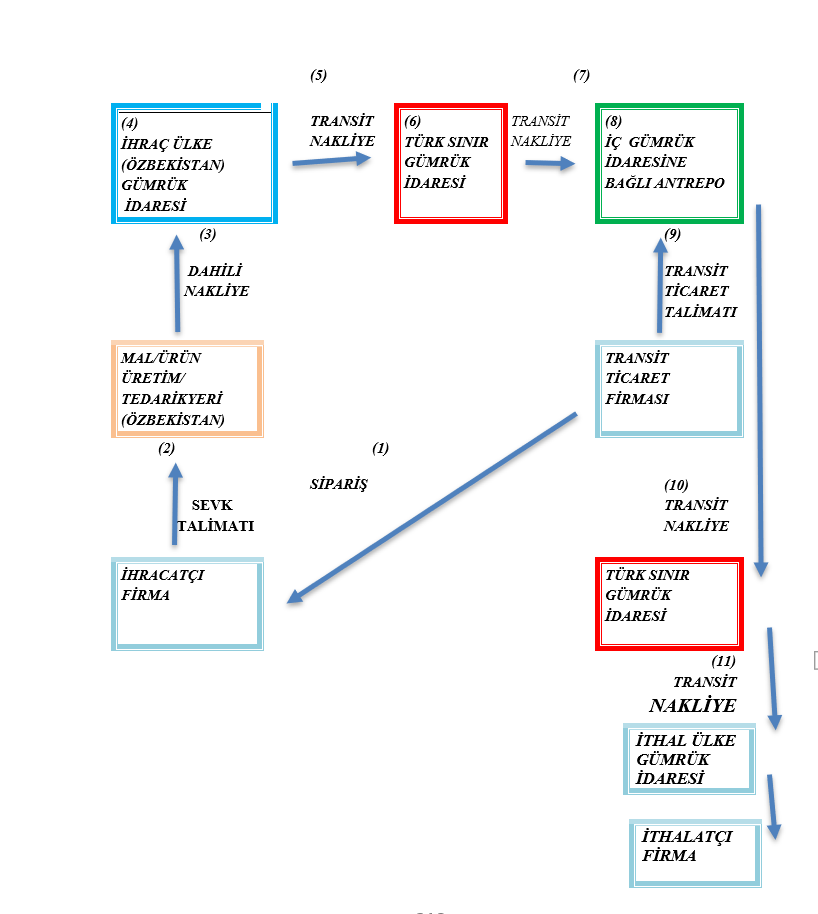 (5)
(7)
TRANSİT
NAKLİYE
TRANSİT
NAKLİYE
(4)
İHRAÇ ÜLKE
(ÖZBEKİSTAN)
GÜMRÜK
İDARESİ
(6)
TÜRK SINIR
GÜMRÜK
İDARESİ
(8)
İÇ GÜMRÜK
İDARESİNE
BAĞLI ANTREPO
(3)
DAHİLİ
NAKLİYE
(9)
TRANSİT
TİCARET
TALİMATI
MAL/ÜRÜN
ÜRETİM/
TEDARİKYERİ
(ÖZBEKİSTAN)
TRANSİT
TİCARET
FİRMASI
(2)
(1)
SİPARİŞ
SEVK
TALİMATI
(10)
TRANSİT
NAKLİYE
İHRACATÇI
FİRMA
TÜRK SINIR
GÜMRÜK
İDARESİ
(11)
TRANSİT
NAKLİYE
İTHAL ÜLKE
GÜMRÜK
İDARESİ
İTHALATÇI
FİRMA